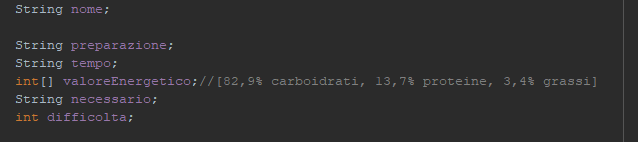 String nome;
String preparazione;
String tempo;
int[] valoreEnergetico;//[82,9% carboidrati, 13,7% proteine, 3,4% grassi]
String necessario;
int difficolta;